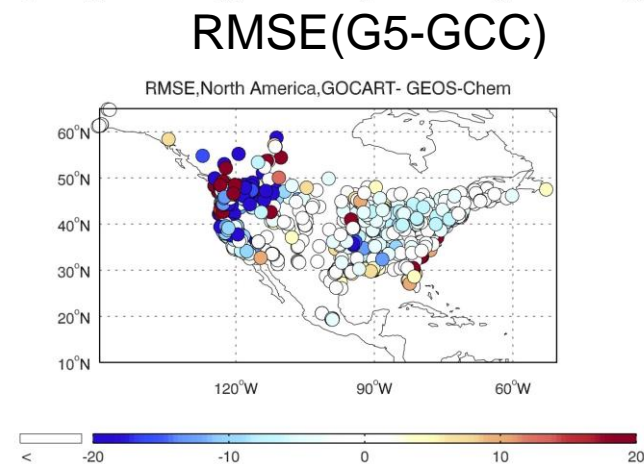 RMSE(G5-GCC)
RMSE,North America,GOCART- GEOS-Chem
60°N
50°N
40°N
30°N
20°N
10°N
120°W 90°W 60°W
< -20 -10 0 10 20